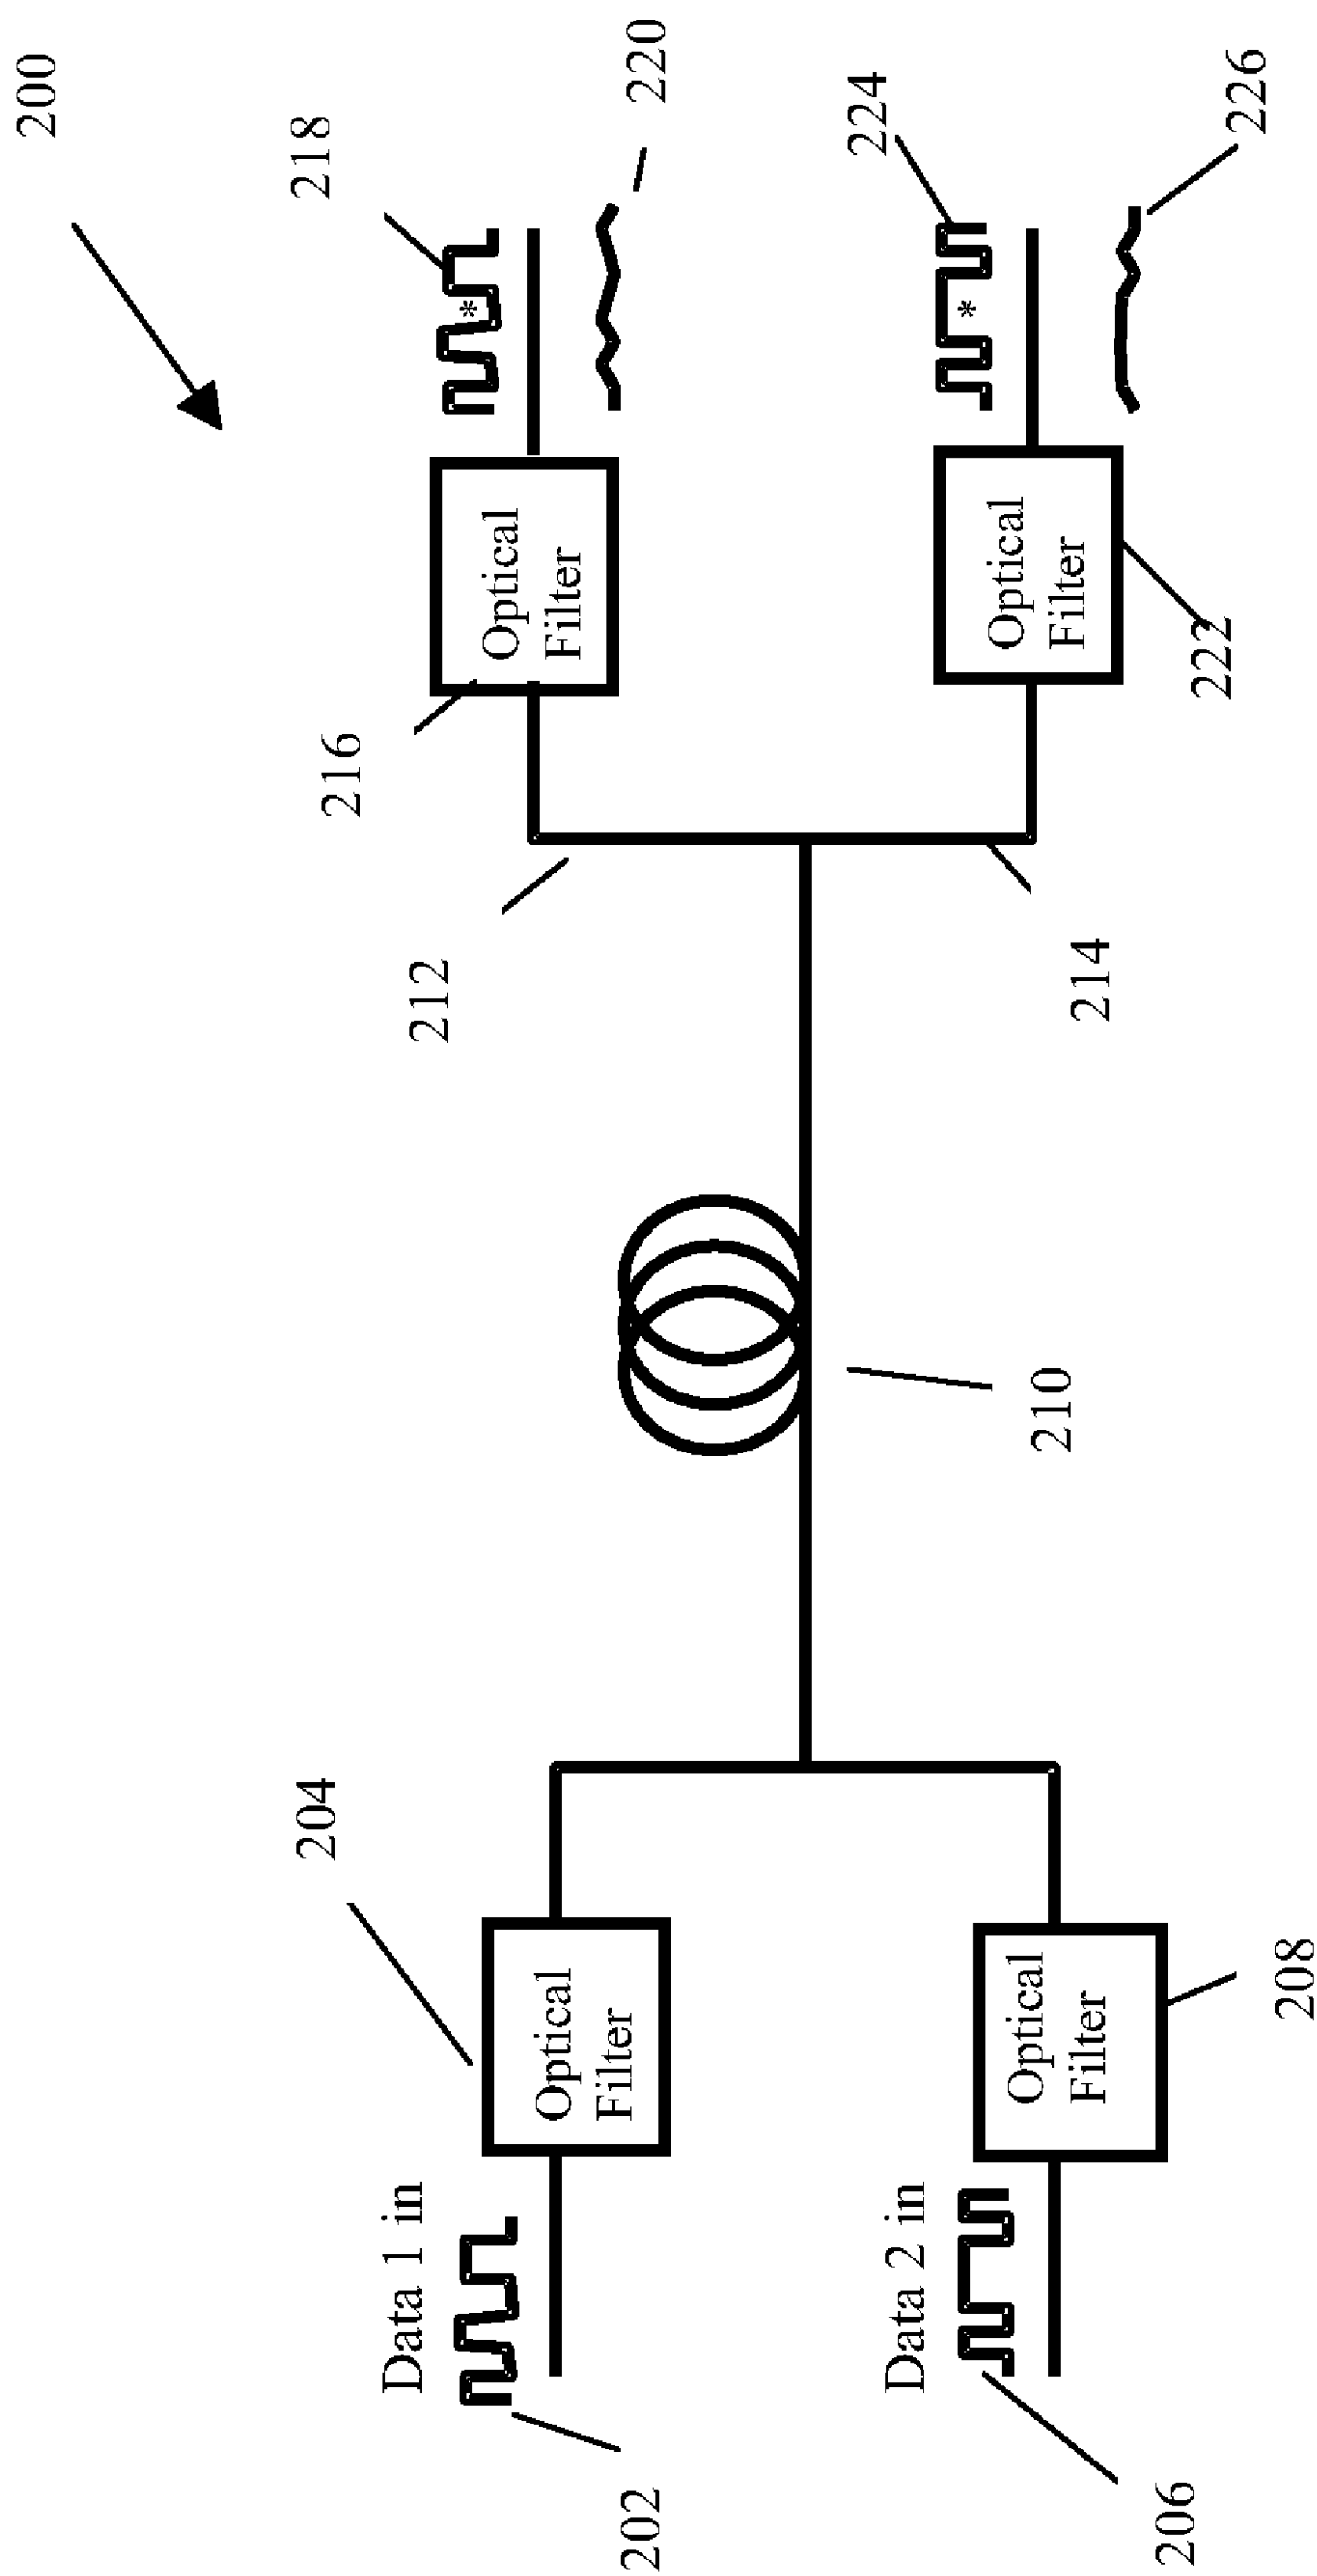 200
Data 1 in
202
Optical
Filter
204
Data 2 in
206
Optical
Filter
208
210
212
214
216
Optical
Filter
218
*
220
222
Optical
Filter
224
*
226